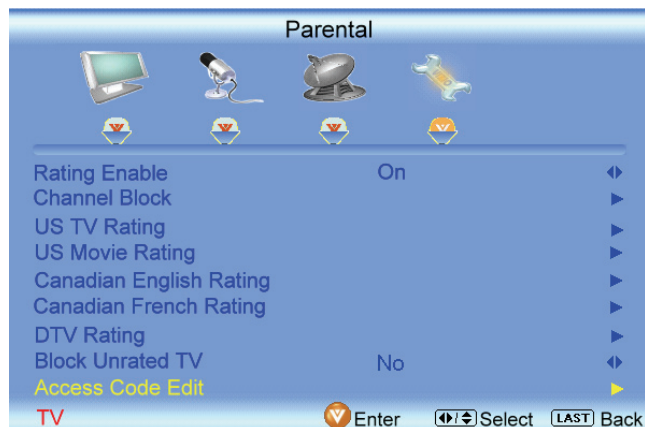 Parental
Rating Enable On
Channel Block
US TV Rating
US Movie Rating
Canadian English Rating
Canadian French Rating
DTV Rating
Block Unrated TV No
Access Code Edit
TV Enter Select LAST Back